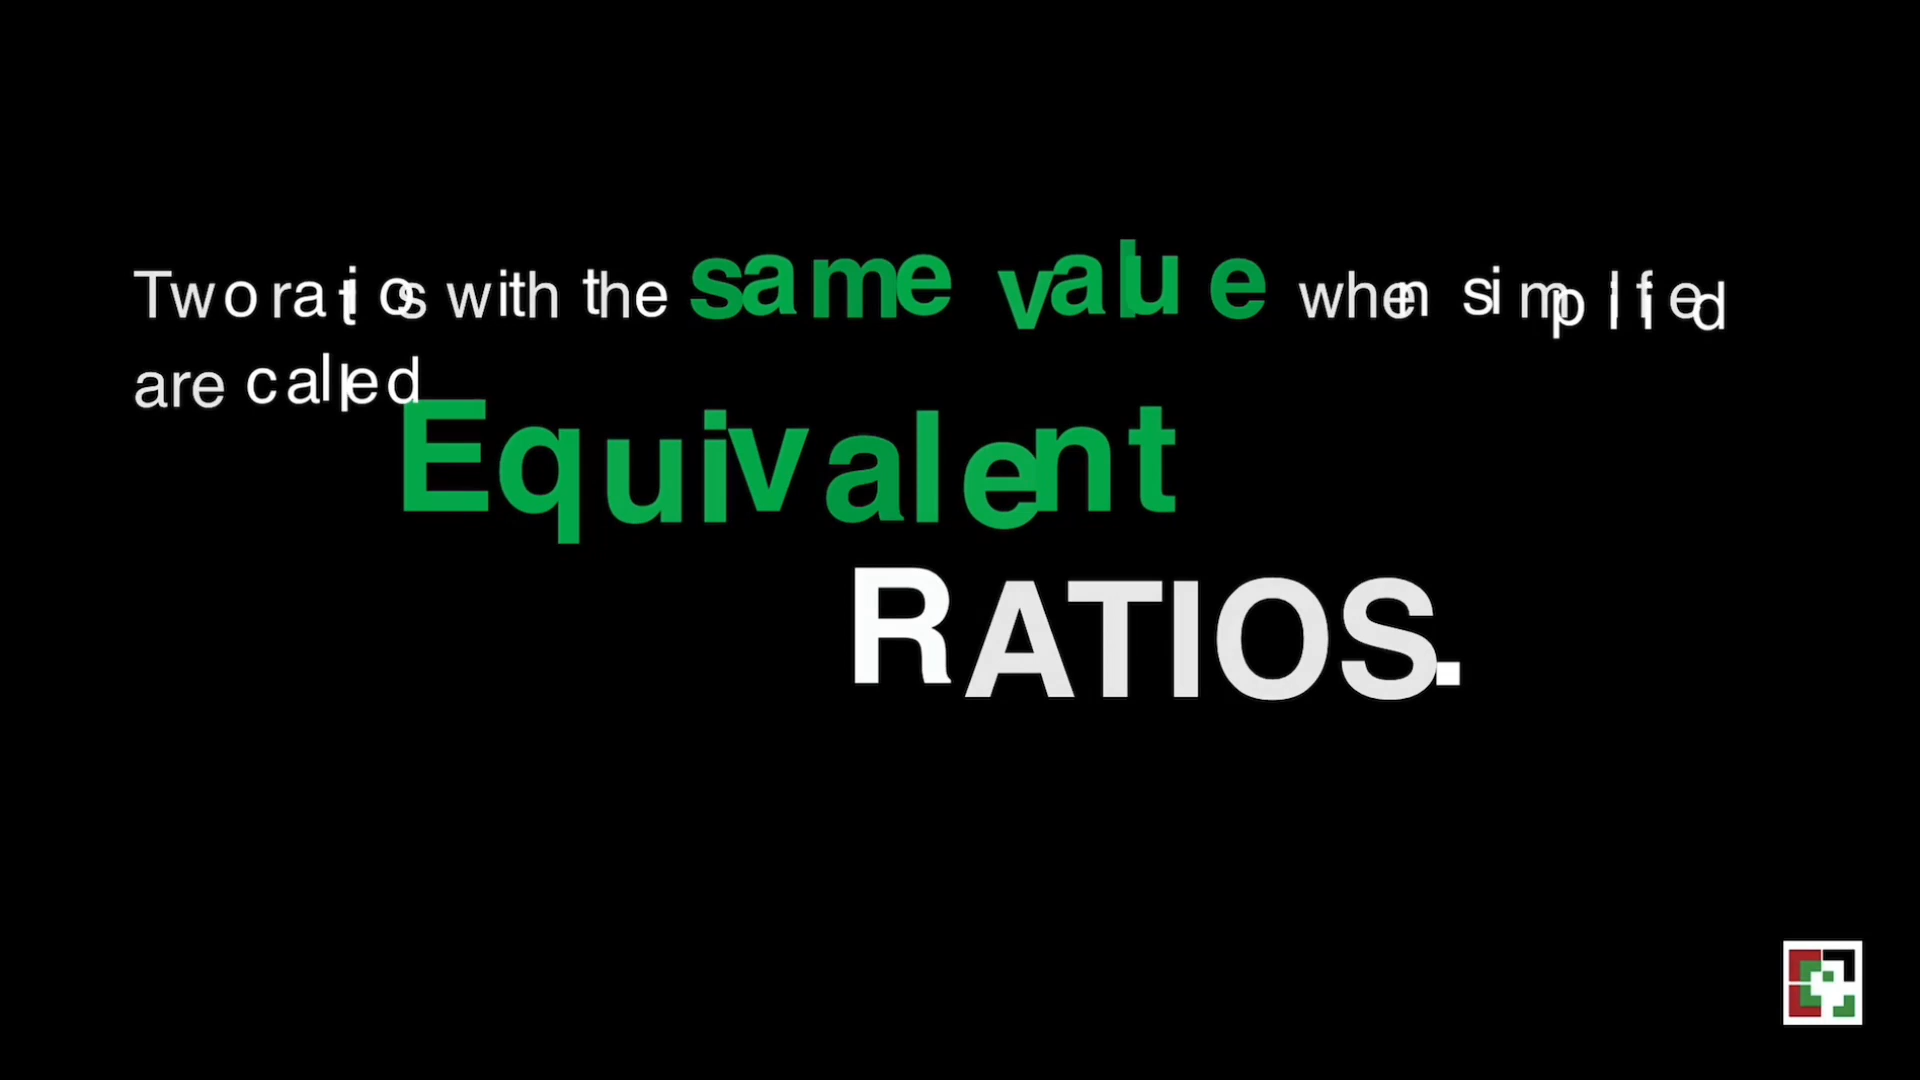 Two ratios with the same value when simplified
are called
Equivalent
RATIOS.